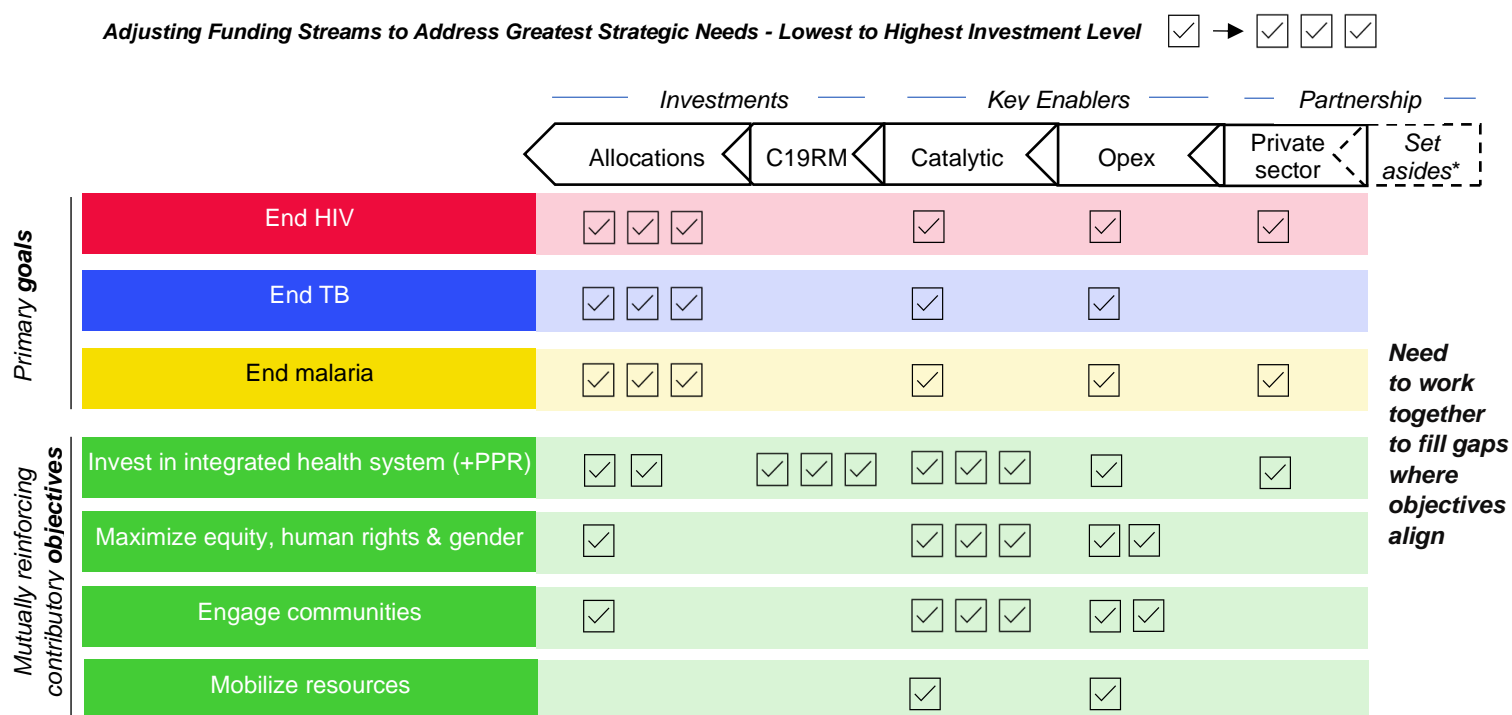 Adjusting Funding Streams to Address Greatest Strategic Needs - Lowest to Highest Investment Level
Investments
Key Enablers
Partnership
Allocations
C19RM
Catalytic
Opex
Private
sector
Set
asides*
Primary goals
End HIV
End TB
End malaria
Mutually reinforcing
contributory objectives
Invest in integrated health system (+PPR)
Maximize equity, human rights & gender
Engage communities
Mobilize resources
Need
to work
together
to fill gaps
where
objectives
align